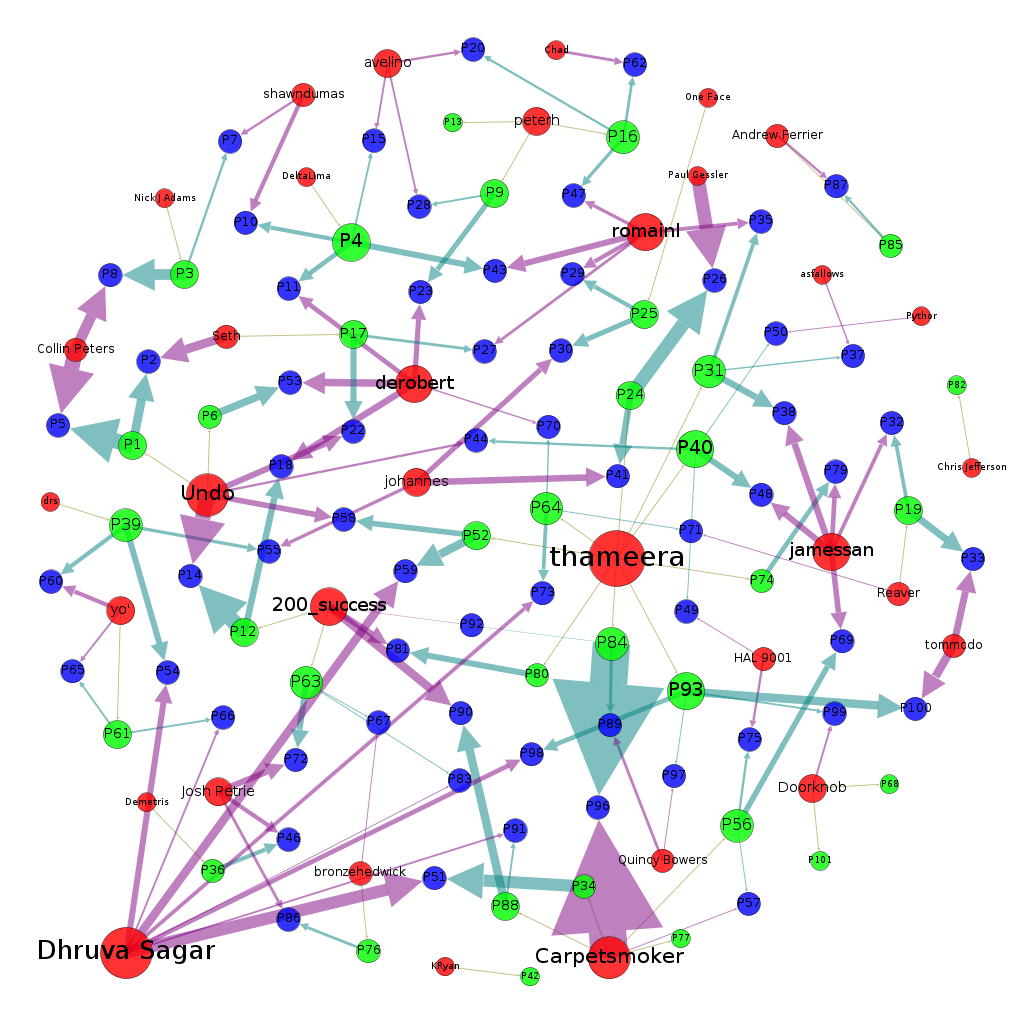 P20
Chad
avelino
P62
shawndumas
One Face
P13
peterh
Andrew Ferrier
P16
P7
P15
DeltaLima
Paul Gessler
P87
Nick J Adams
P9
P47
P28
P10
P35
romainl
P4
P85
P43
P8
P3
P29
asfallows
P26
P11
P23
P25
Pythor
P50
P17
Seth
Collin Peters
P27
P30
P37
P2
P31
P53
derobert
P82
P24
P6
P38
P5
P32
P70
P22
P44
P1
P40
P18
Chris Jefferson
P79
P41
johannes
Undo
P48
drs
P64
P19
P58
P39
P71
P52
P55
jamessan
thameera
P33
P59
P14
P60
P74
P73
Reaver
200_success
yo'
P49
P92
P12
P69
P84
tommcdo
P81
HAL 9001
P65
P54
P80
P63
P93
P100
P66
P90
P99
P67
P89
P61
P75
P98
P72
P97
P83
P68
Doorknob
Josh Petrie
Demetris
P96
P56
P91
P46
P101
Quincy Bowers
P36
bronzehedwick
P51
P34
P57
P88
P86
P77
Dhruva Sagar
P76
Carpetsmoker
KRyan
P42